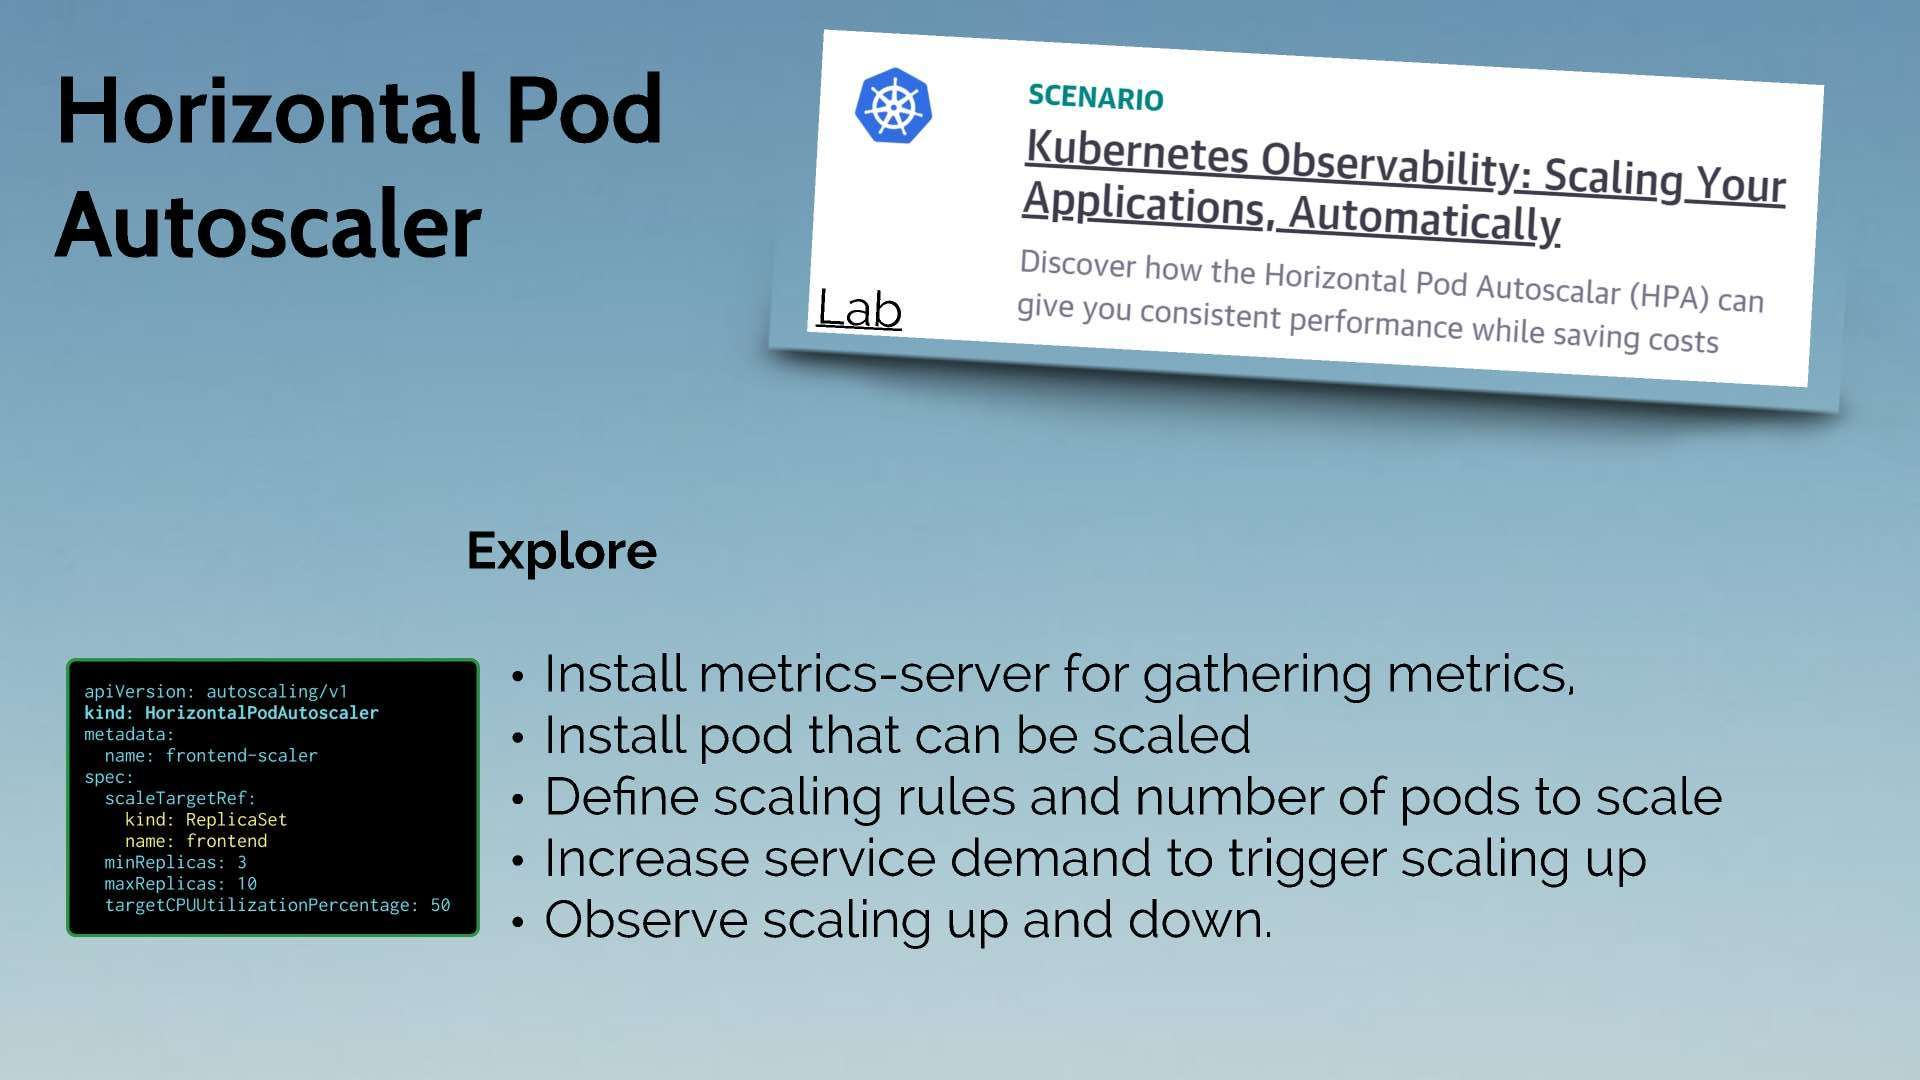 Horizontal Pod
Autoscaler
SCENARIO
Kubernetes Observability: Scaling Your
Applications, Automatically
Discover how the Horizontal Pod Autoscalar (HPA) can
give you consistent performance while saving costs
Lab
Explore
apiVersion: autoscaling/v1
kind: HorizontalPodAutoscaler
metadata:
  name: frontend-scaler
spec:
  scaleTargetRef:
    kind: ReplicaSet
    name: frontend
  minReplicas: 3
  maxReplicas: 10
  targetCPUUtilizationPercentage: 50
• Install metrics-server for gathering metrics,
• Install pod that can be scaled
• Define scaling rules and number of pods to scale
• Increase service demand to trigger scaling up
• Observe scaling up and down.